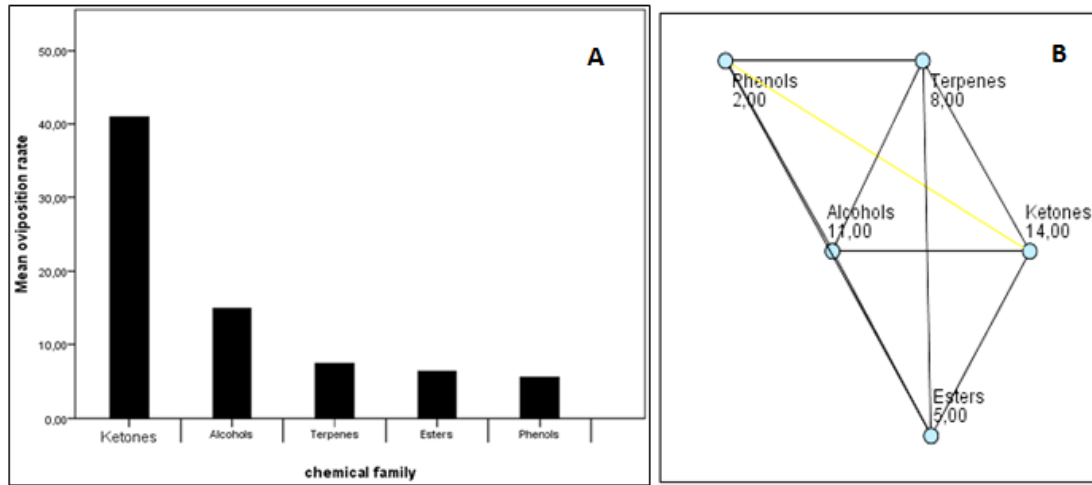 A
50,00
40,00
30,00
20,00
10,00
0,00
Mean oviposition raate
Ketones
Alcohols
Terpenes
Esters
Phenols
chemical family
B
Phenols
2,00
Terpenes
8,00
Alcohols
11,00
Ketones
14,00
Esters
5,00